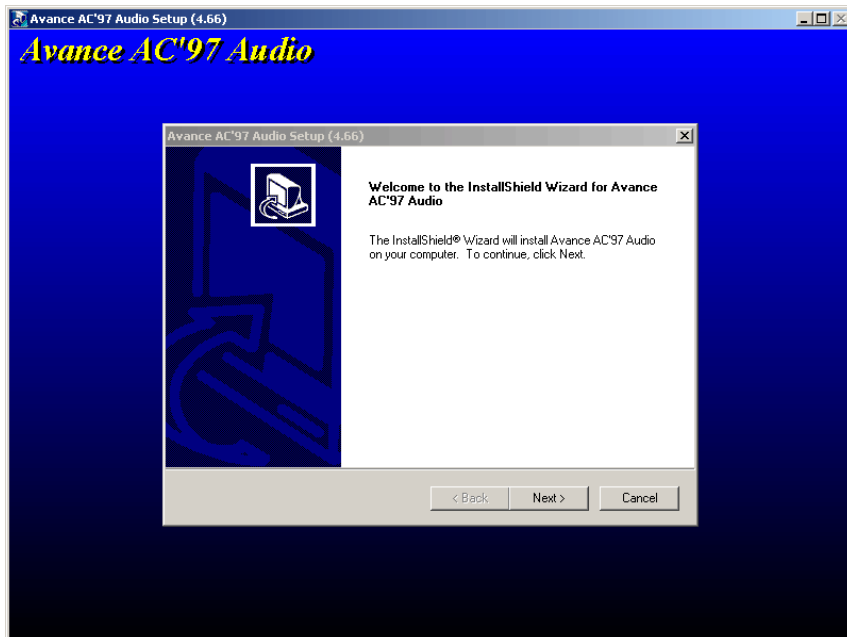 Avance AC'97 Audio Setup (4.66)
Avance AC'97 Audio
Avance AC'97 Audio Setup (4.66)
Welcome to the InstallShield Wizard for Avance
AC'97 Audio
The InstallShield® Wizard will install Avance AC'97 Audio
on your computer.  To continue, click Next.
< Back
Next >
Cancel